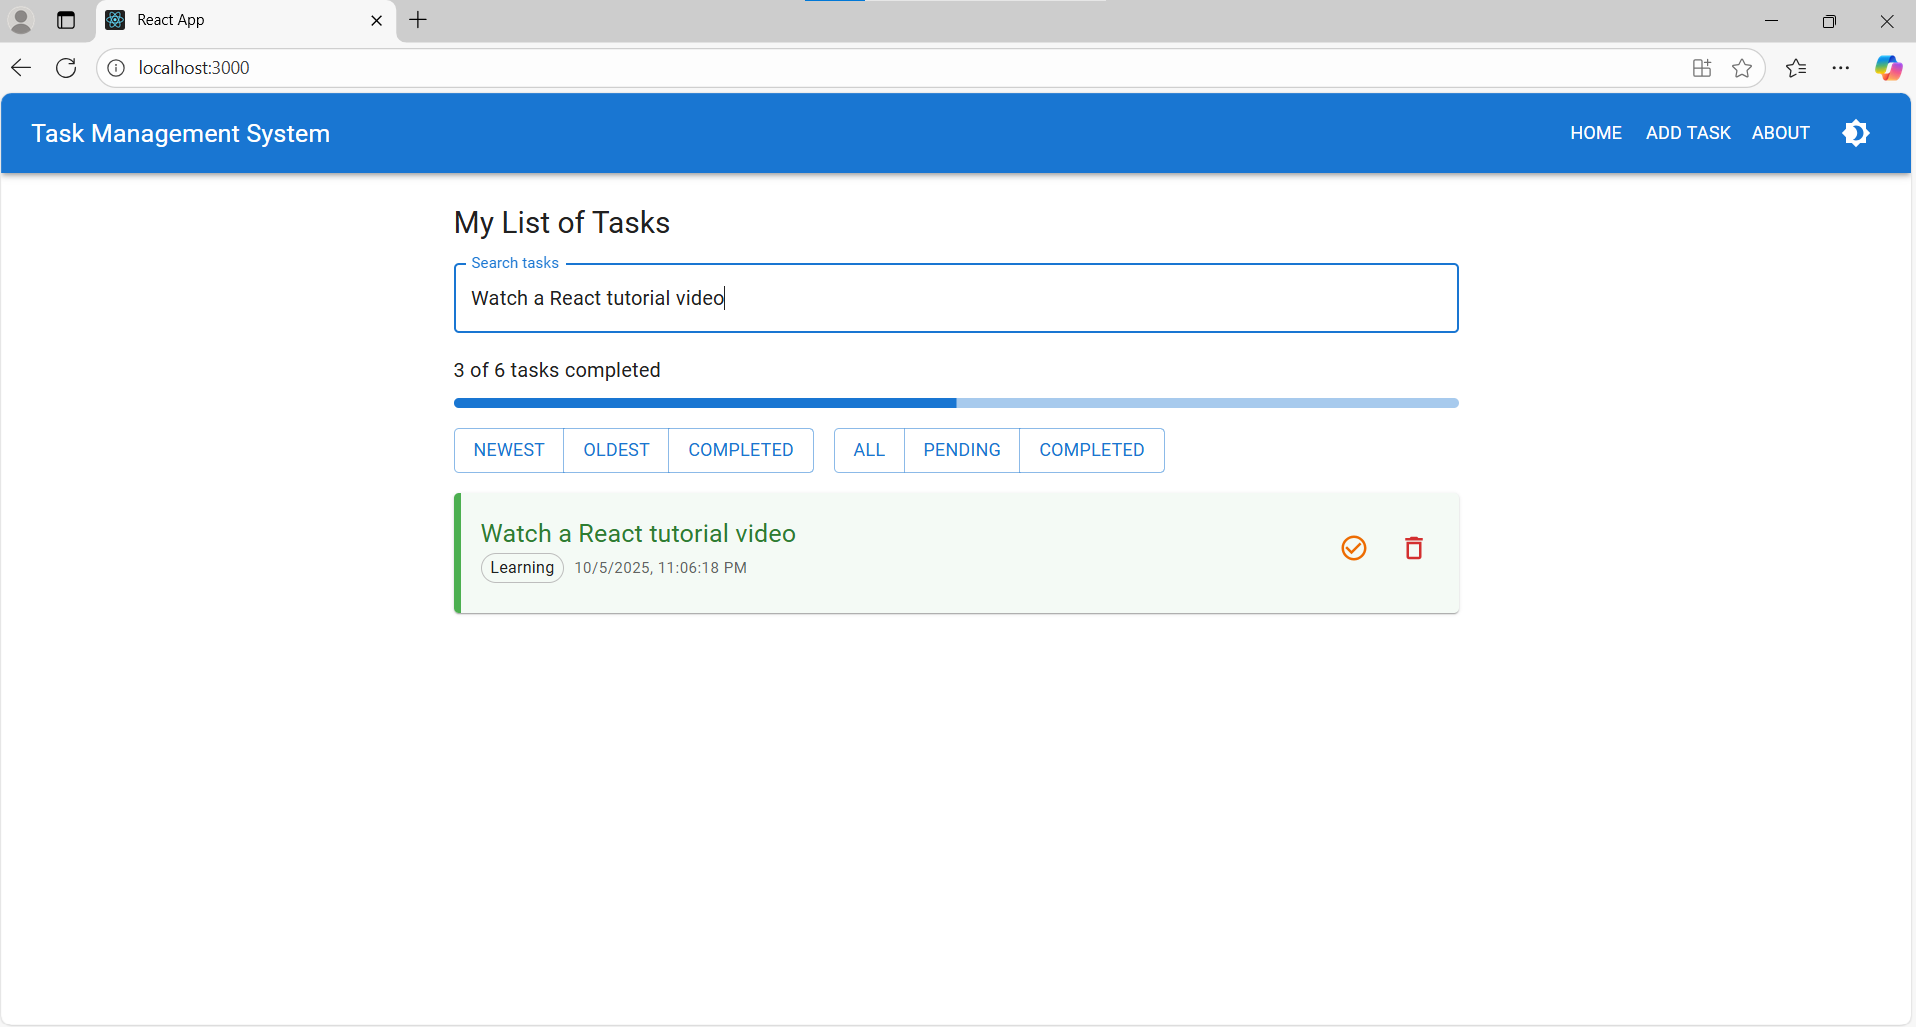 React App
localhost:3000
Task Management System
HOME ADD TASK ABOUT
My List of Tasks
Search tasks
Watch a React tutorial video
3 of 6 tasks completed
NEWEST OLDEST COMPLETED ALL PENDING COMPLETED
Watch a React tutorial video
Learning 10/5/2025, 11:06:18 PM